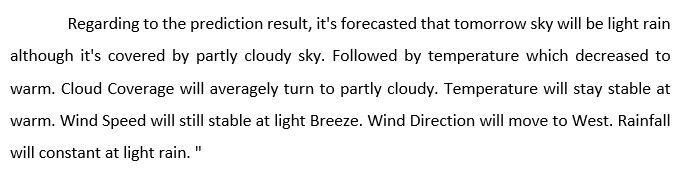 Regarding to the prediction result, it's forecasted that tomorrow sky will be light rain
although it's covered by partly cloudy sky. Followed by temperature which decreased to
warm. Cloud Coverage will averagely turn to partly cloudy. Temperature will stay stable at
warm. Wind Speed will still stable at light Breeze. Wind Direction will move to West. Rainfall
will constant at light rain. "